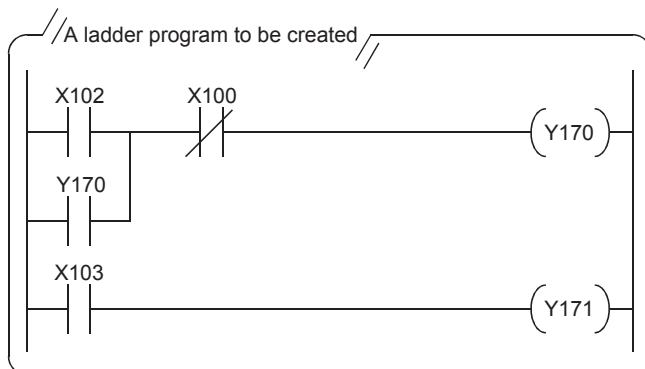 A ladder program to be created
X102 X100
Y170
Y170
X103
Y171